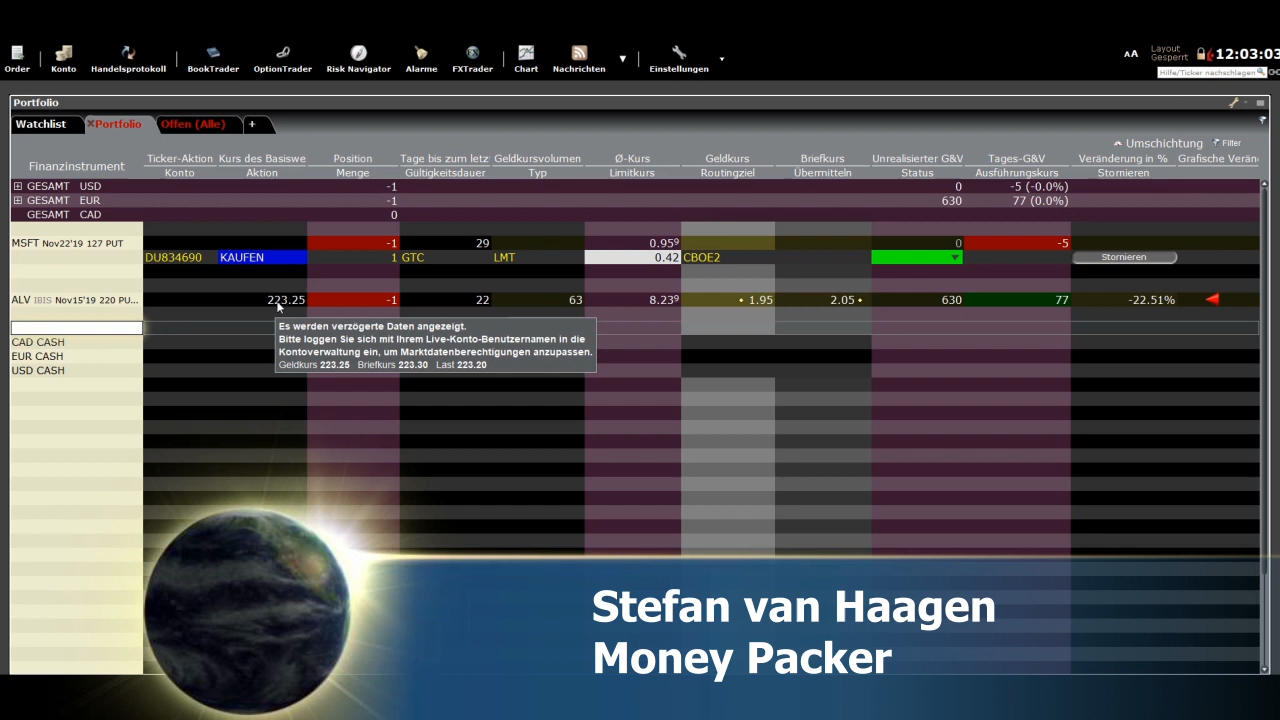 Order Konto Handelsprotokoll BookTrader OptionTrader Risk Navigator Alarme FXTrader Chart Nachrichten Einstellungen AA Layout Gesperrt 12:03:03
Hilfe/Ticker nachschlagen
Portfolio
Watchlist Portfolio Offen (Alle) +
Umschichtung Filter
Finanzinstrument Ticker-Aktion Kurs des Basiswe Position Tage bis zum letz Geldkursvolumen Ø-Kurs Geldkurs Briefkurs Unrealisierter G&V Tages-G&V Veränderung in % Grafische Verän
Konto Aktion Menge Gültigkeitsdauer Typ Limitkurs Routingziel Übermitteln Status Ausführungskurs Stornieren
GESAMT USD -1 0 -5 (-0.0%)
GESAMT EUR -1 630 77 (0.0%)
GESAMT CAD 0
MSFT Nov22'19 127 PUT -1 29 0.95⁹ 0 -5
DU834690 KAUFEN 1 GTC LMT 0.42 CBOE2 Stornieren
ALV IBIS Nov15'19 220 PU... 223.25 -1 22 63 8.23⁹ • 1.95 2.05 • 630 77 -22.51%
Es werden verzögerte Daten angezeigt.
Bitte loggen Sie sich mit Ihrem Live-Konto-Benutzernamen in die
Kontoverwaltung ein, um Marktdatenberechtigungen anzupassen.
Geldkurs 223.25 Briefkurs 223.30 Last 223.20
CAD CASH
EUR CASH
USD CASH
Stefan van Haagen
Money Packer